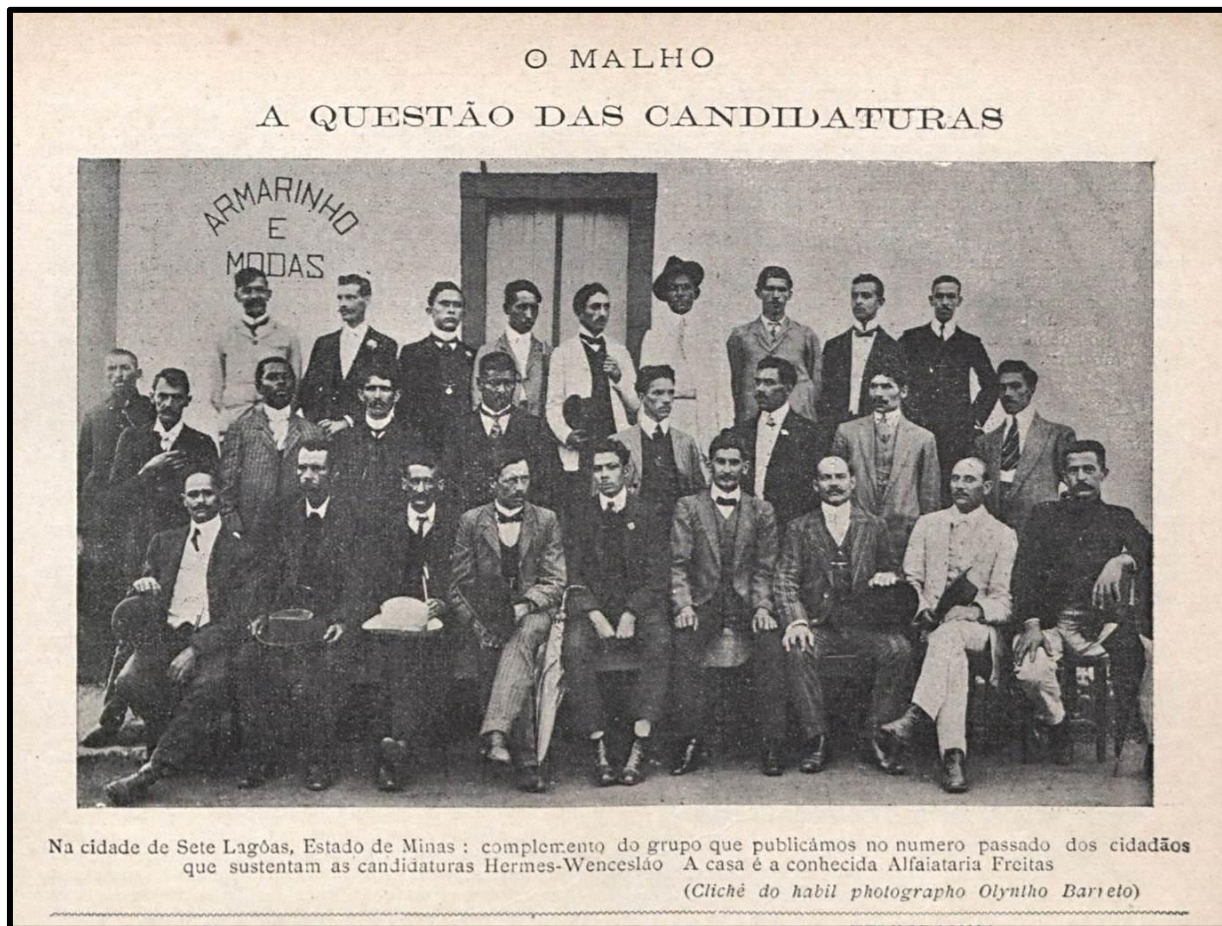 O MALHO
A QUESTÃO DAS CANDIDATURAS
ARMARINHO
E
MODAS
Na cidade de Sete Lagôas, Estado de Minas : complemento do grupo que publicámos no numero passado dos cidadãos
que sustentam as candidaturas Hermes-Wencesláo A casa é a conhecida Alfaiataria Freitas
(Cliché do habil photographo Olyntho Barreto)